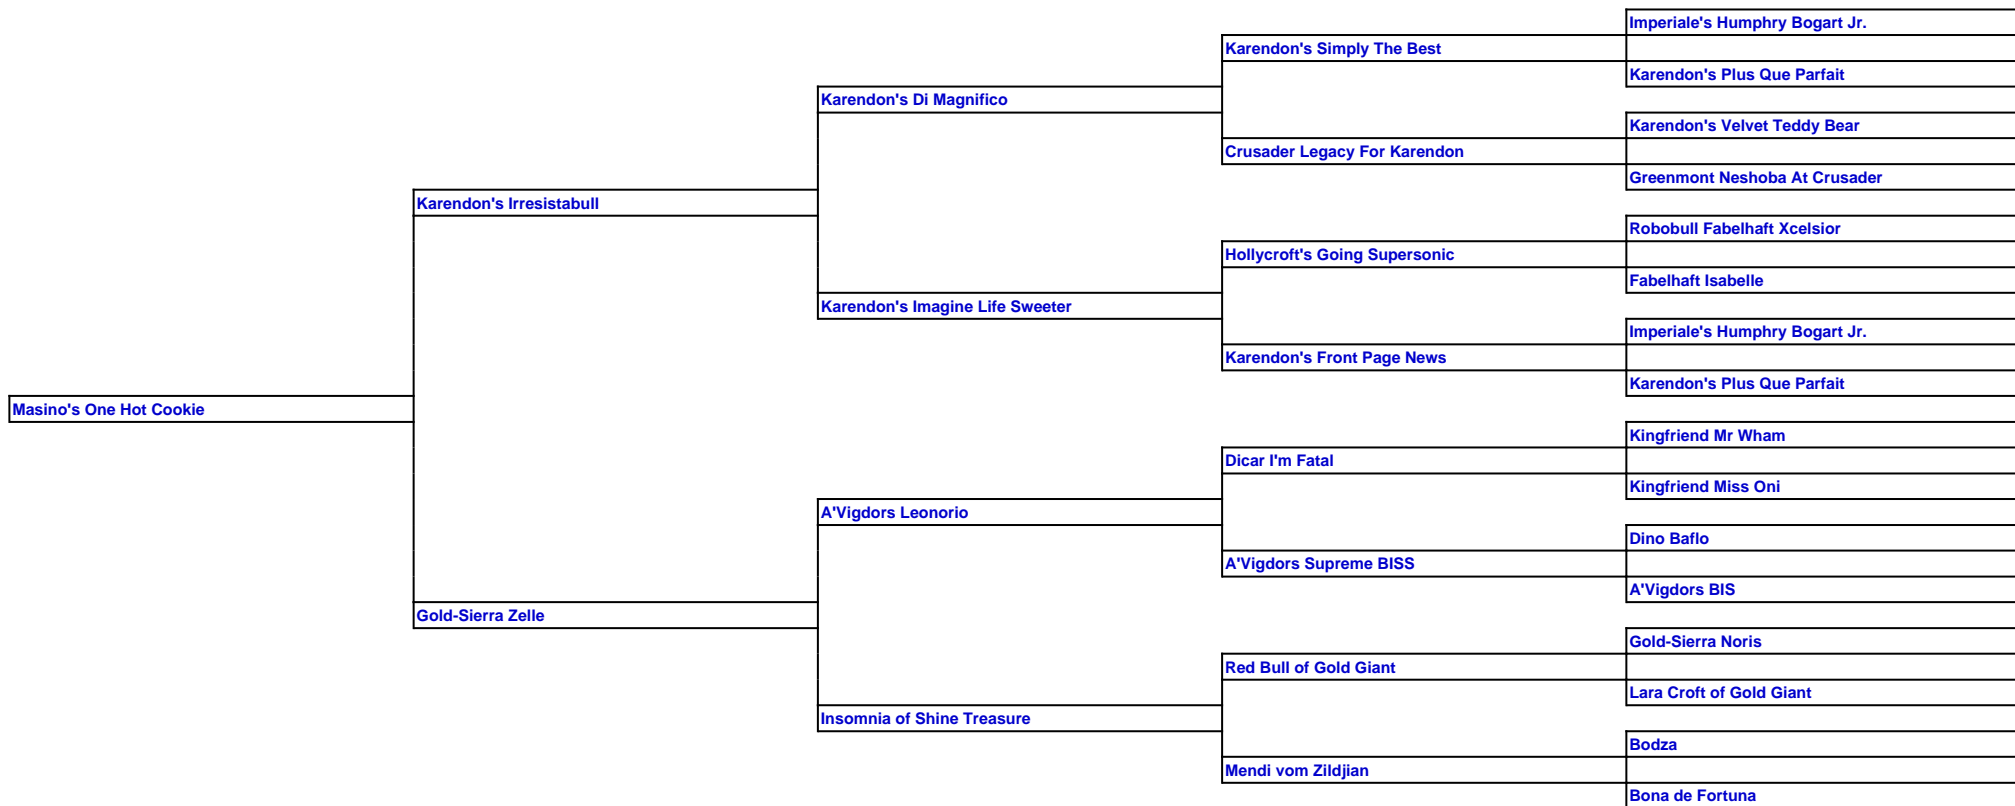 Imperiale's Humphry Bogart Jr.
Karendon's Simply The Best
Karendon's Plus Que Parfait
Karendon's Di Magnifico
Karendon's Velvet Teddy Bear
Crusader Legacy For Karendon
Greenmont Neshoba At Crusader
Karendon's Irresistabull
Robobull Fabelhaft Xcelsior
Hollycroft's Going Supersonic
Fabelhaft Isabelle
Karendon's Imagine Life Sweeter
Imperiale's Humphry Bogart Jr.
Karendon's Front Page News
Karendon's Plus Que Parfait
Masino's One Hot Cookie
Kingfriend Mr Wham
Dicar I'm Fatal
Kingfriend Miss Oni
A'Vigdors Leonorio
Dino Baflo
A'Vigdors Supreme BISS
A'Vigdors BIS
Gold-Sierra Zelle
Gold-Sierra Noris
Red Bull of Gold Giant
Lara Croft of Gold Giant
Insomnia of Shine Treasure
Bodza
Mendi vom Zildjian
Bona de Fortuna